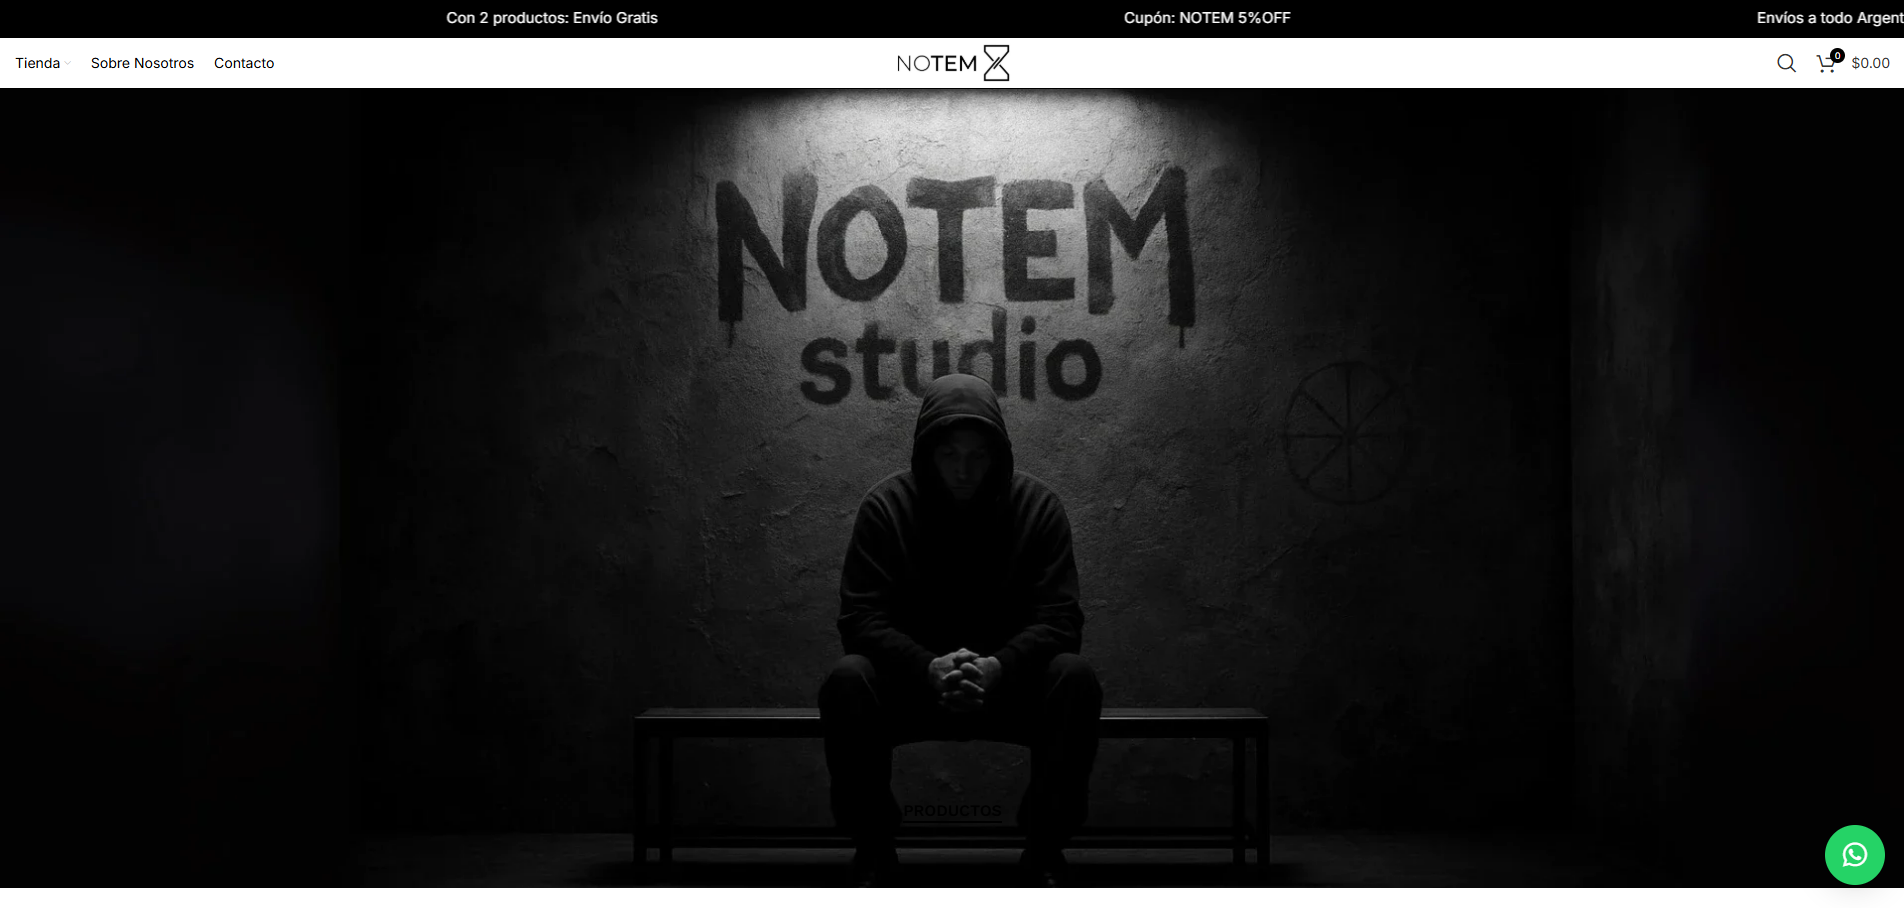 Con 2 productos: Envío Gratis
Cupón: NOTEM 5%OFF
Envíos a todo Argent
Tienda
Sobre Nosotros
Contacto
NOTEM
0
$0.00
NOTEM
studio
PRODUCTOS